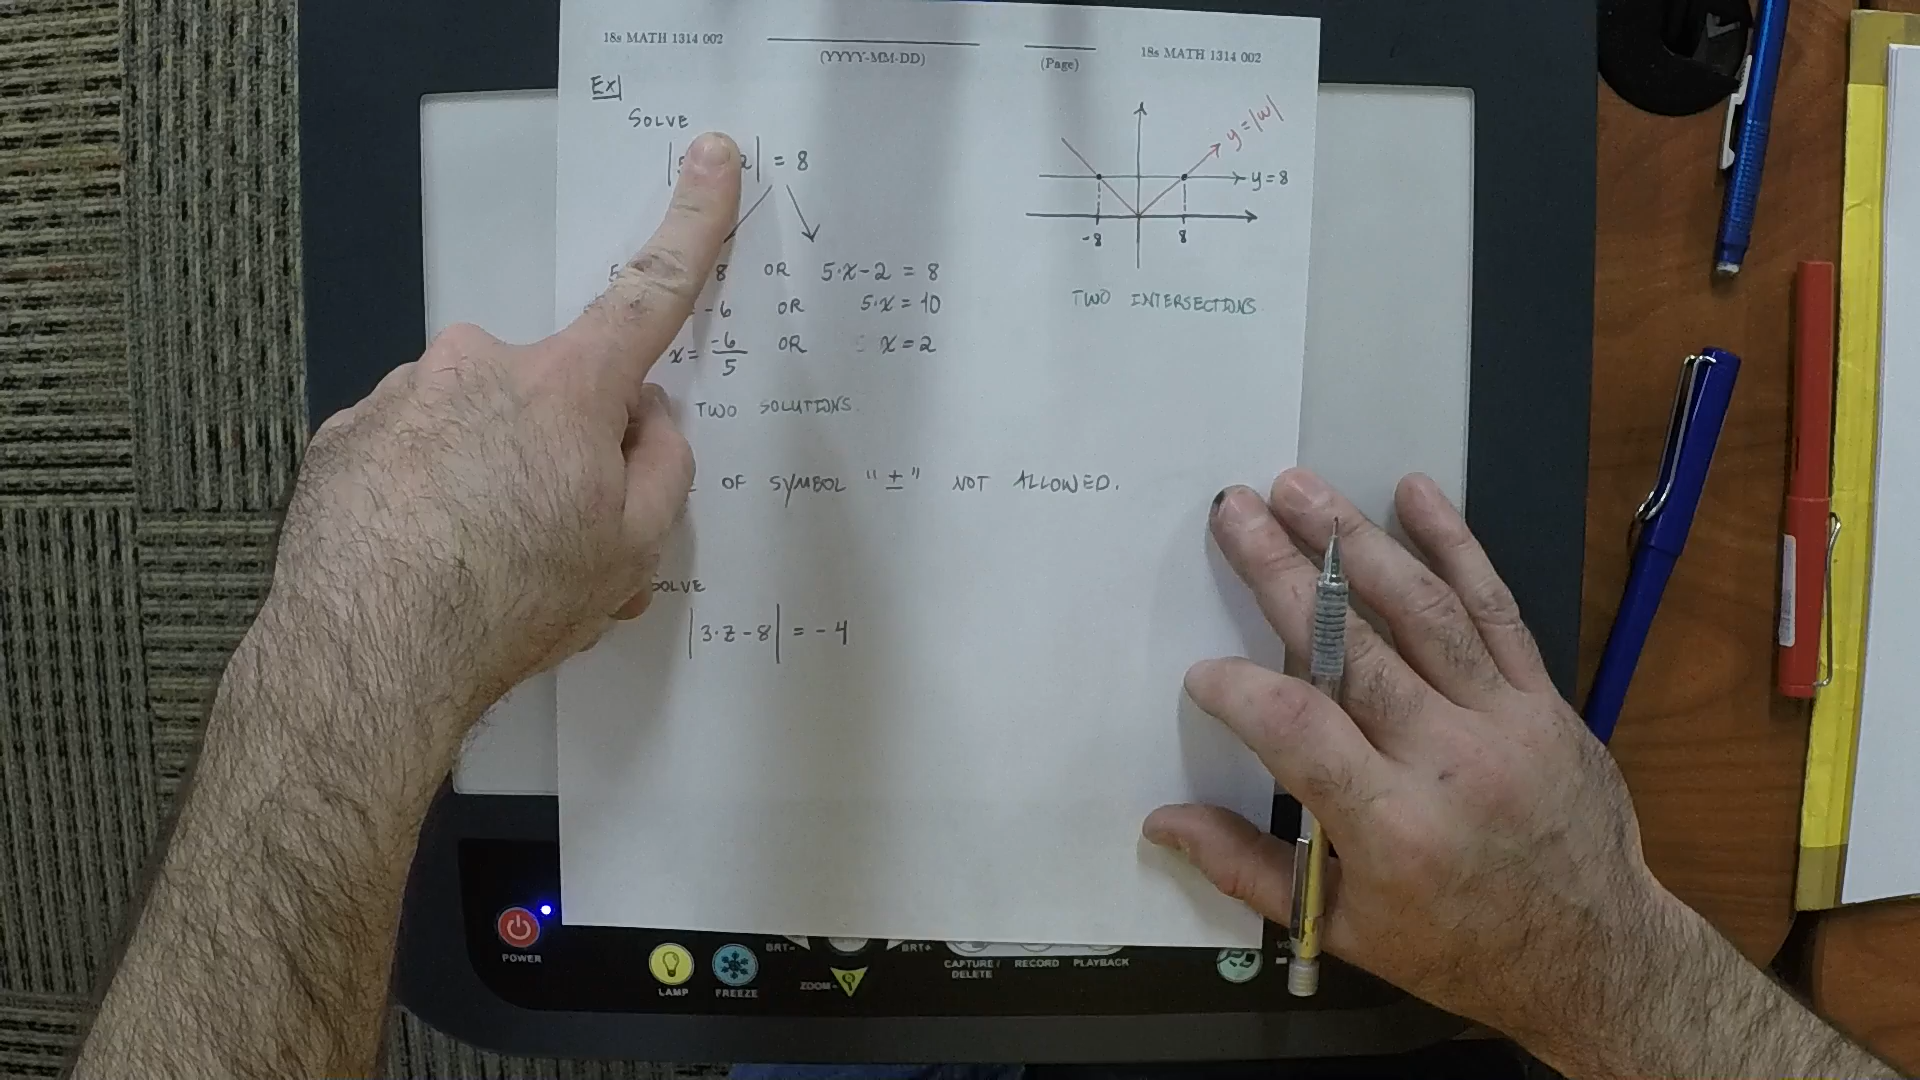 18s MATH 1314 002
(YYYY-MM-DD)
(Page)
18s MATH 1314 002
Ex
SOLVE
| 2| = 8
8 OR 5·x-2 = 8
-6 OR 5·x = 10
x = -6/5 OR x = 2
TWO SOLUTIONS.
OF SYMBOL "±" NOT ALLOWED.
SOLVE
|3·z-8| = -4
y=|w|
y=8
-8
8
TWO INTERSECTIONS.
POWER
LAMP
FREEZE
BRT-
BRT+
ZOOM-
CAPTURE / DELETE
RECORD
PLAYBACK